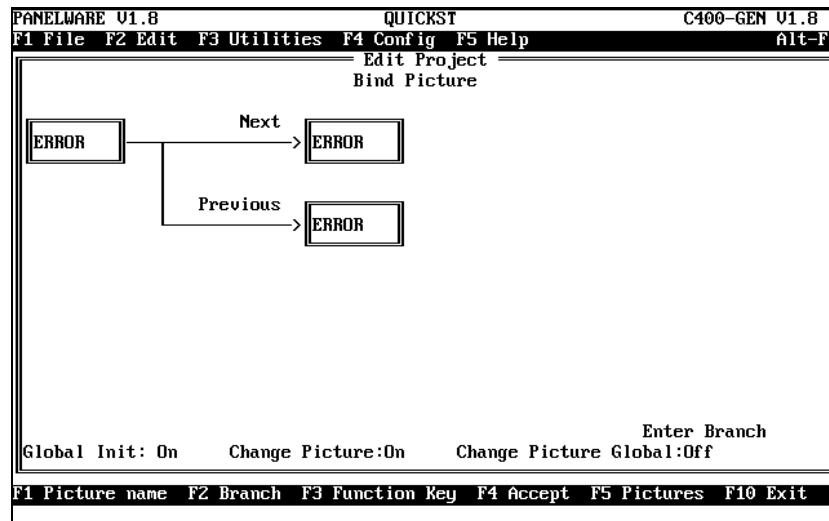 PANELWARE V1.8 QUICKST C400-GEN V1.8
F1 File F2 Edit F3 Utilities F4 Config F5 Help Alt-F
Edit Project
Bind Picture
Next
ERROR ERROR
Previous
ERROR
Enter Branch
Global Init: On Change Picture:On Change Picture Global:Off
F1 Picture name F2 Branch F3 Function Key F4 Accept F5 Pictures F10 Exit